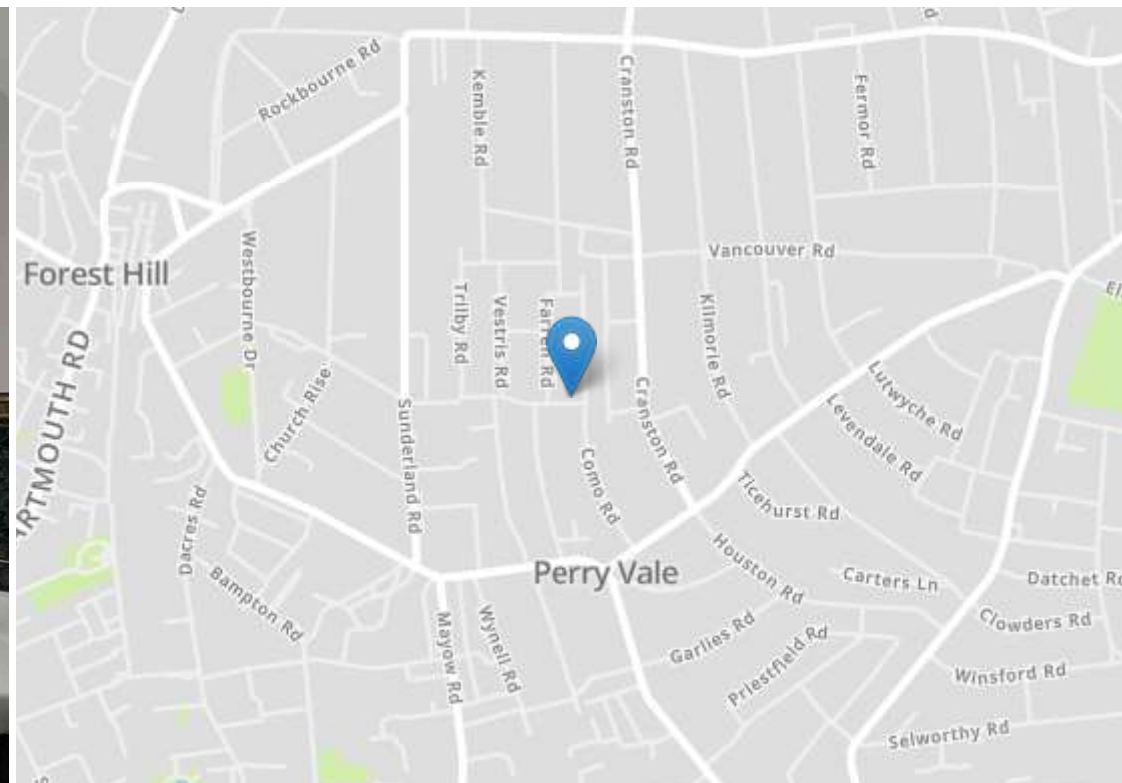 Rockbourne Rd
Kemble Rd
Cranston Rd
Fermor Rd
Forest Hill
Westbourne Dr
Vancouver Rd
Trilby Rd
Vestris Rd
Farren Rd
Kilmorie Rd
Church Rise
Sunderland Rd
Cranston Rd
Lutwyche Rd
Levendale Rd
ARTMOUTH RD
Como Rd
Ticehurst Rd
Dacres Rd
Bampton Rd
Perry Vale
Houston Rd
Carters Ln
Datchet Rd
Mayow Rd
Wynell Rd
Garlies Rd
Priestfield Rd
Clowders Rd
Winsford Rd
Selworthy Rd